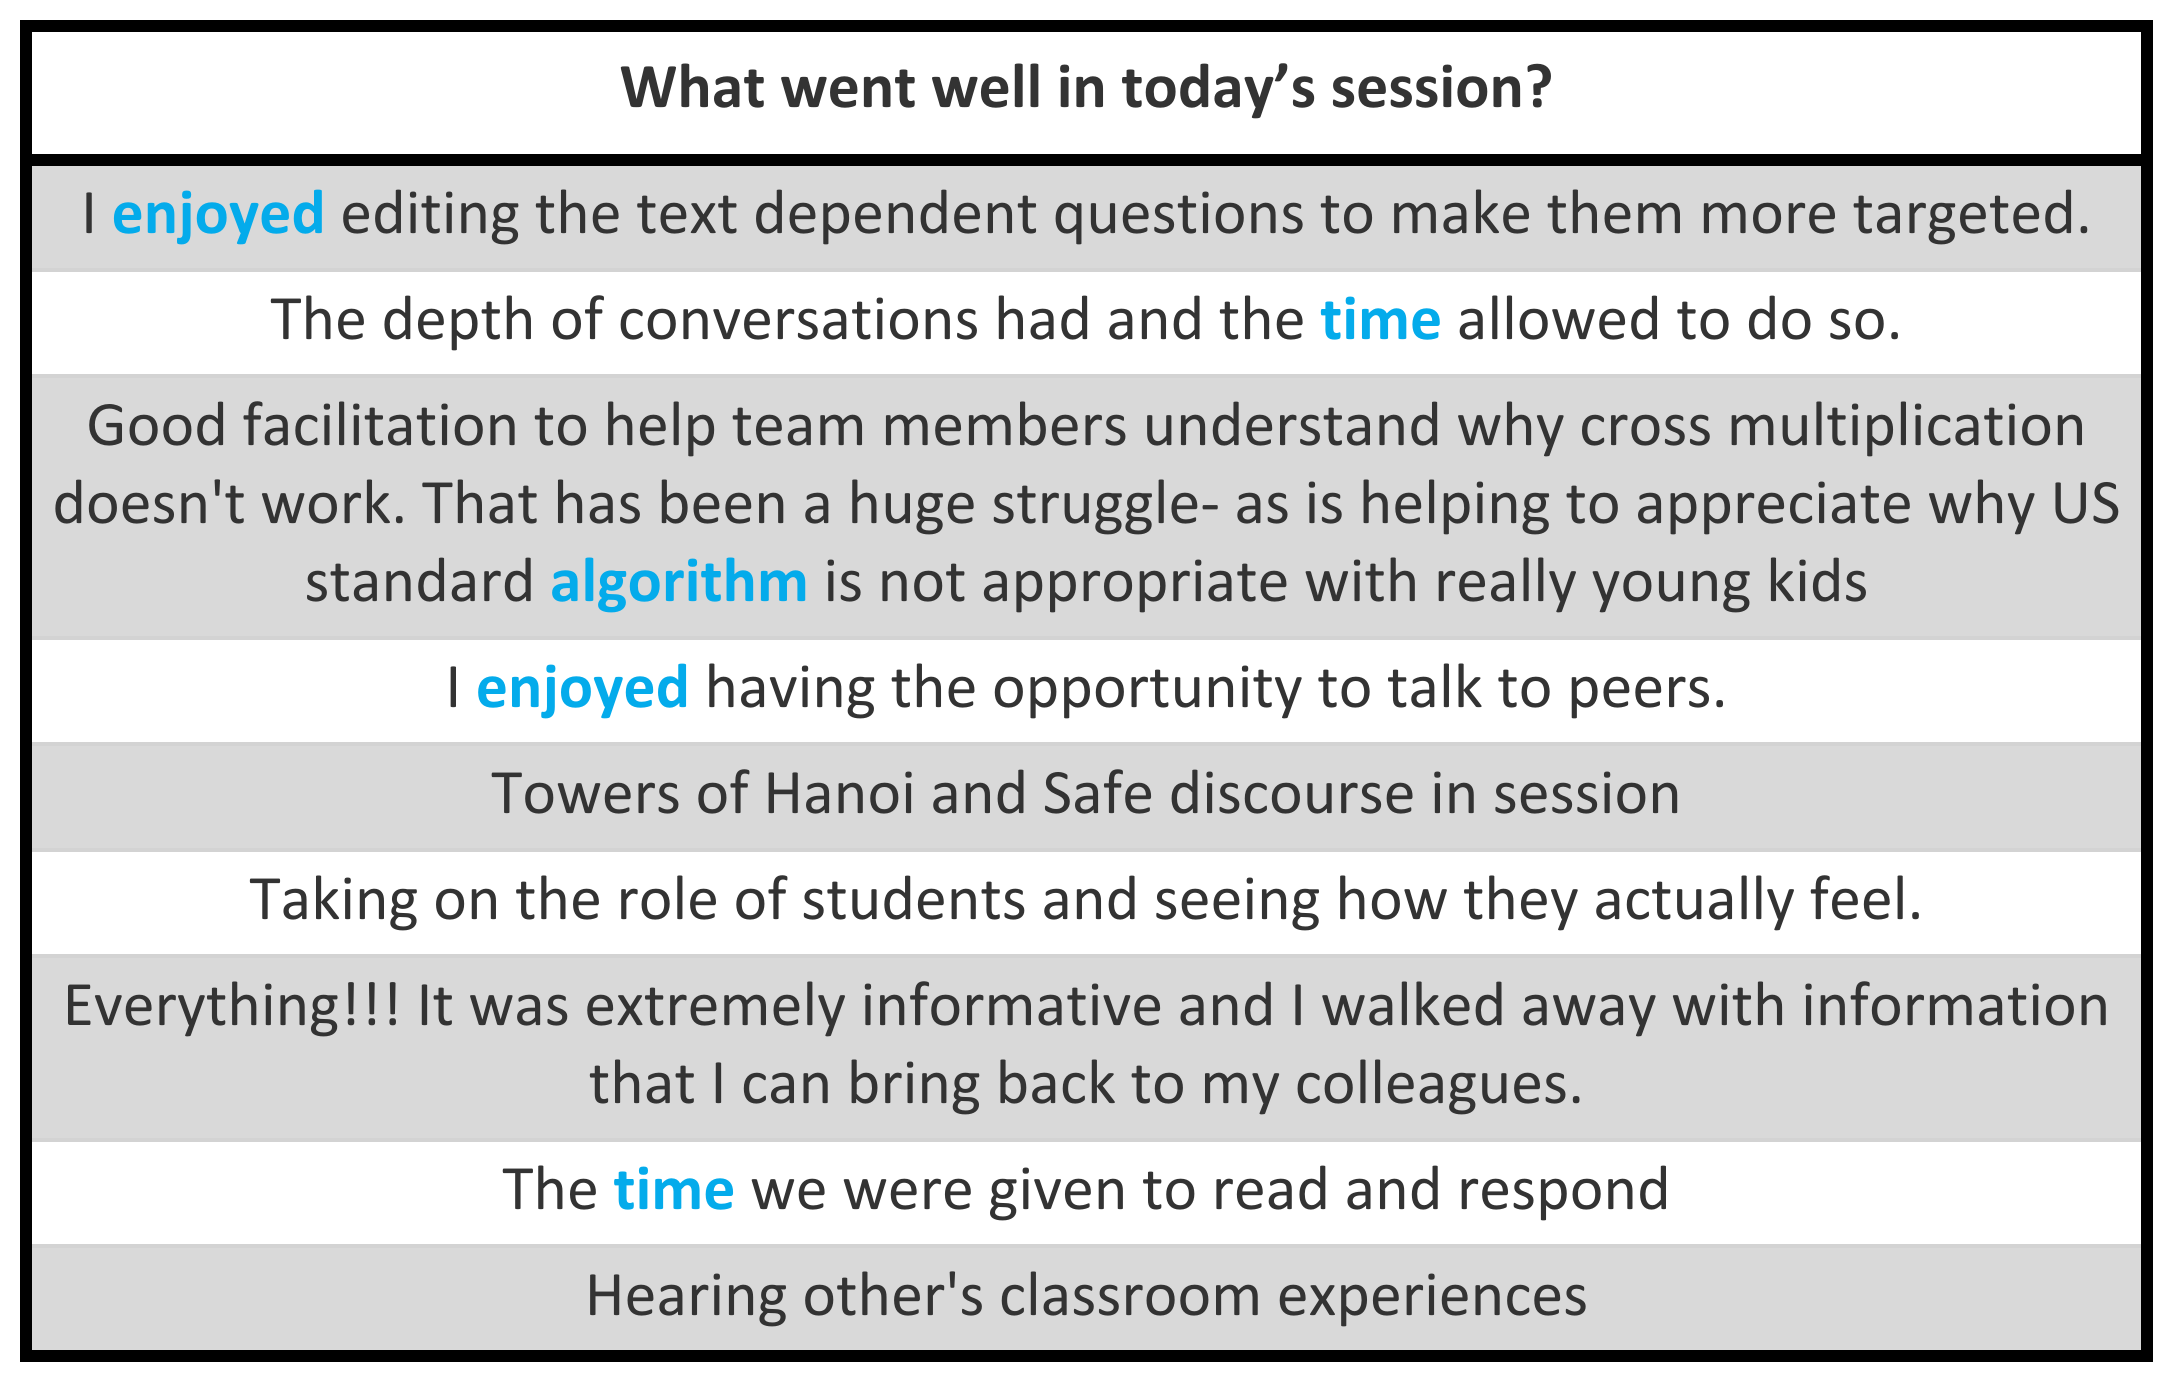 What went well in today’s session?
I enjoyed editing the text dependent questions to make them more targeted.
The depth of conversations had and the time allowed to do so.
Good facilitation to help team members understand why cross multiplication
doesn't work. That has been a huge struggle- as is helping to appreciate why US
standard algorithm is not appropriate with really young kids
I enjoyed having the opportunity to talk to peers.
Towers of Hanoi and Safe discourse in session
Taking on the role of students and seeing how they actually feel.
Everything!!! It was extremely informative and I walked away with information
that I can bring back to my colleagues.
The time we were given to read and respond
Hearing other's classroom experiences